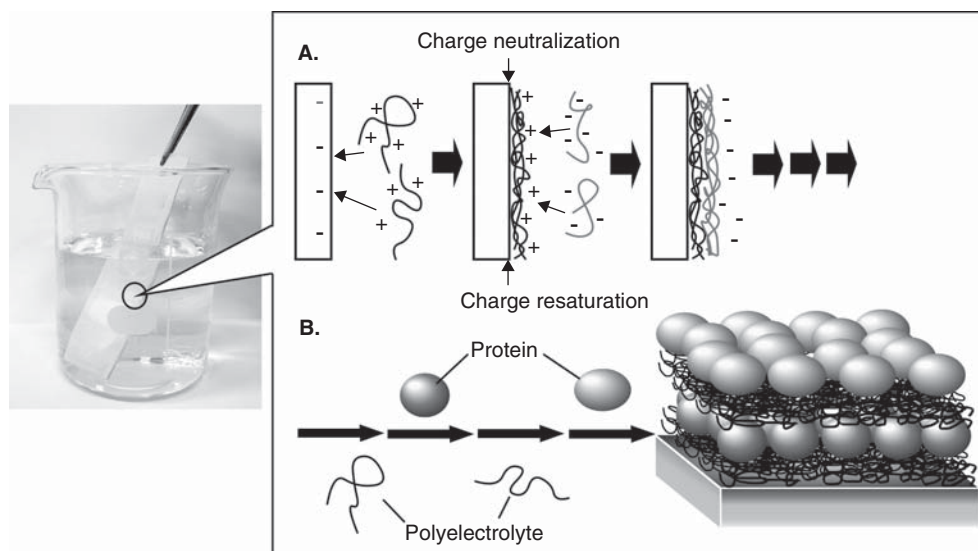 A.
Charge neutralization
- - - -
+ + + + + +
+ + + + +
- - - - - -
- - - - - -
Charge resaturation
B.
Protein
Polyelectrolyte